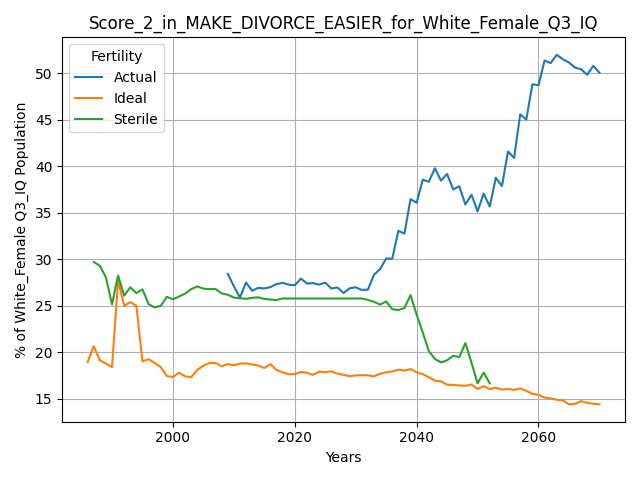 Score_2_in_MAKE_DIVORCE_EASIER_for_White_Female_Q3_IQ
Fertility
Actual
Ideal
Sterile
% of White_Female Q3_IQ Population
50
45
40
35
30
25
20
15
2000
2020
2040
2060
Years